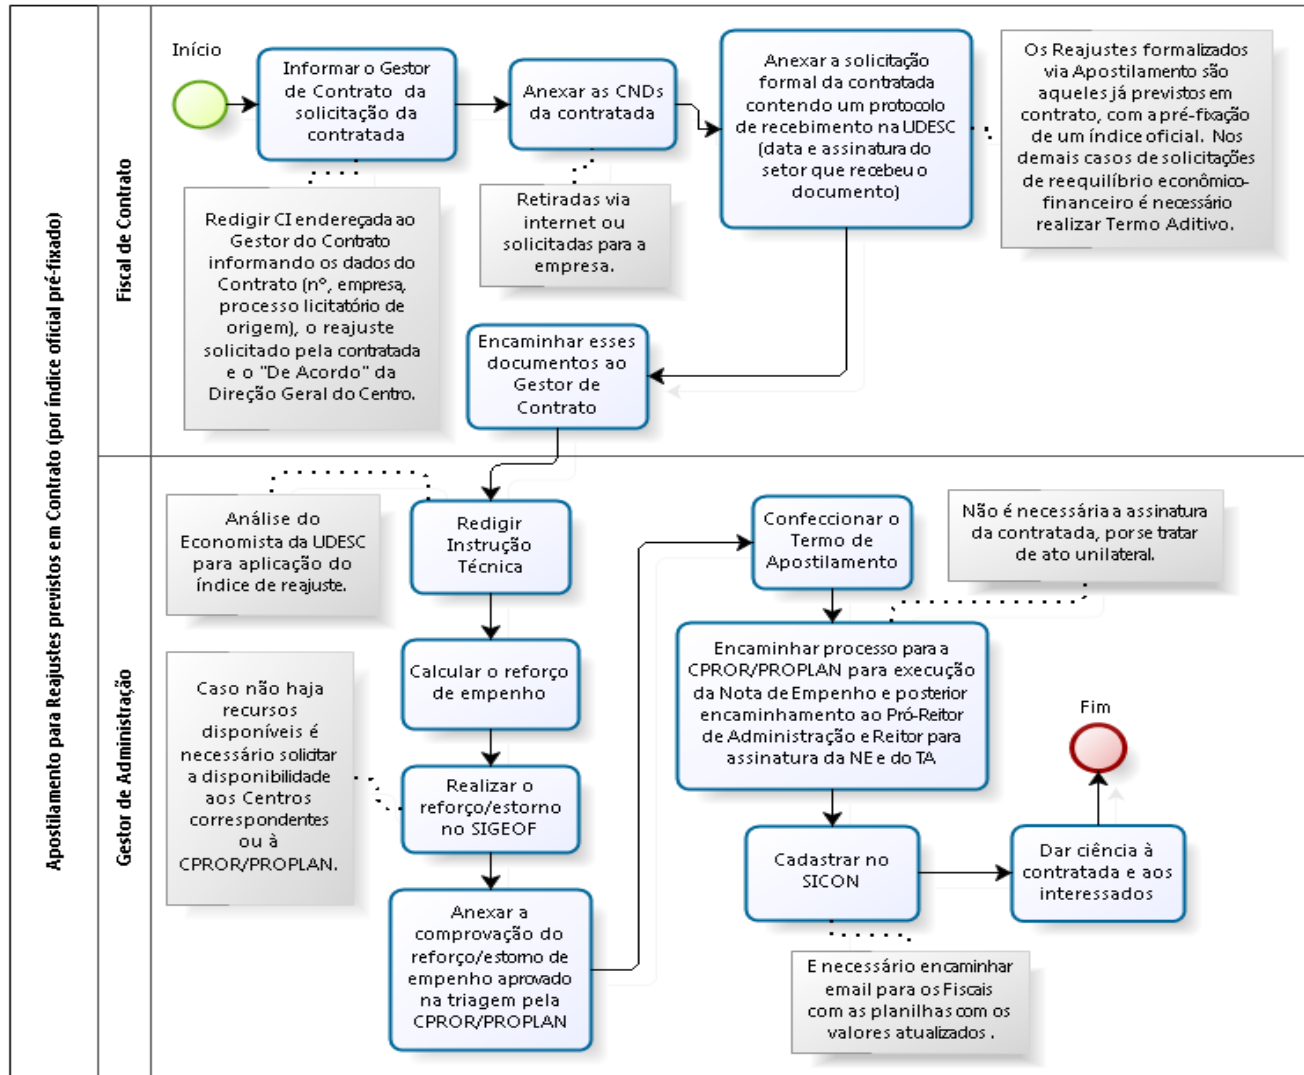 Apostilamento para Reajustes previstos em Contrato (por índice oficial pré-fixado)
Fiscal de Contrato
Início
Informar o Gestor
de Contrato da
solicitação da
contratada
Anexar as CNDs
da contratada
Anexar a solicitação
formal da contratada
contendo um protocolo
de recebimento na UDESC
(data e assinatura do
setor que recebeu o
documento)
Os Reajustes formalizados
via Apostilamento são
aqueles já previstos em
contrato, com a pré-fixação
de um índice oficial. Nos
demais casos de solicitações
de reequilíbrio econômico-
financeiro é necessário
realizar Termo Aditivo.
Redigir CI endereçada ao
Gestor do Contrato
informando os dados do
Contrato (nº, empresa,
processo licitatório de
origem), o reajuste
solicitado pela contratada
e o "De Acordo" da
Direção Geral do Centro.
Retiradas via
internet ou
solicitadas para a
empresa.
Encaminhar esses
documentos ao
Gestor de
Contrato
Gestor de Administração
Análise do
Economista da UDESC
para aplicação do
índice de reajuste.
Redigir
Instrução
Técnica
Calcular o reforço
de empenho
Caso não haja
recursos
disponíveis é
necessário solicitar
a disponibilidade
aos Centros
correspondentes
ou à
CPROR/PROPLAN.
Realizar o
reforço/estorno
no SIGEOF
Anexar a
comprovação do
reforço/estorno de
empenho aprovado
na triagem pela
CPROR/PROPLAN
Confeccionar o
Termo de
Apostilamento
Não é necessária a assinatura
da contratada, por se tratar
de ato unilateral.
Encaminhar processo para a
CPROR/PROPLAN para execução
da Nota de Empenho e posterior
encaminhamento ao Pró-Reitor
de Administração e Reitor para
assinatura da NE e do TA
Cadastrar no
SICON
E necessário encaminhar
email para os Fiscais
com as planilhas com os
valores atualizados .
Dar ciência à
contratada e aos
interessados
Fim